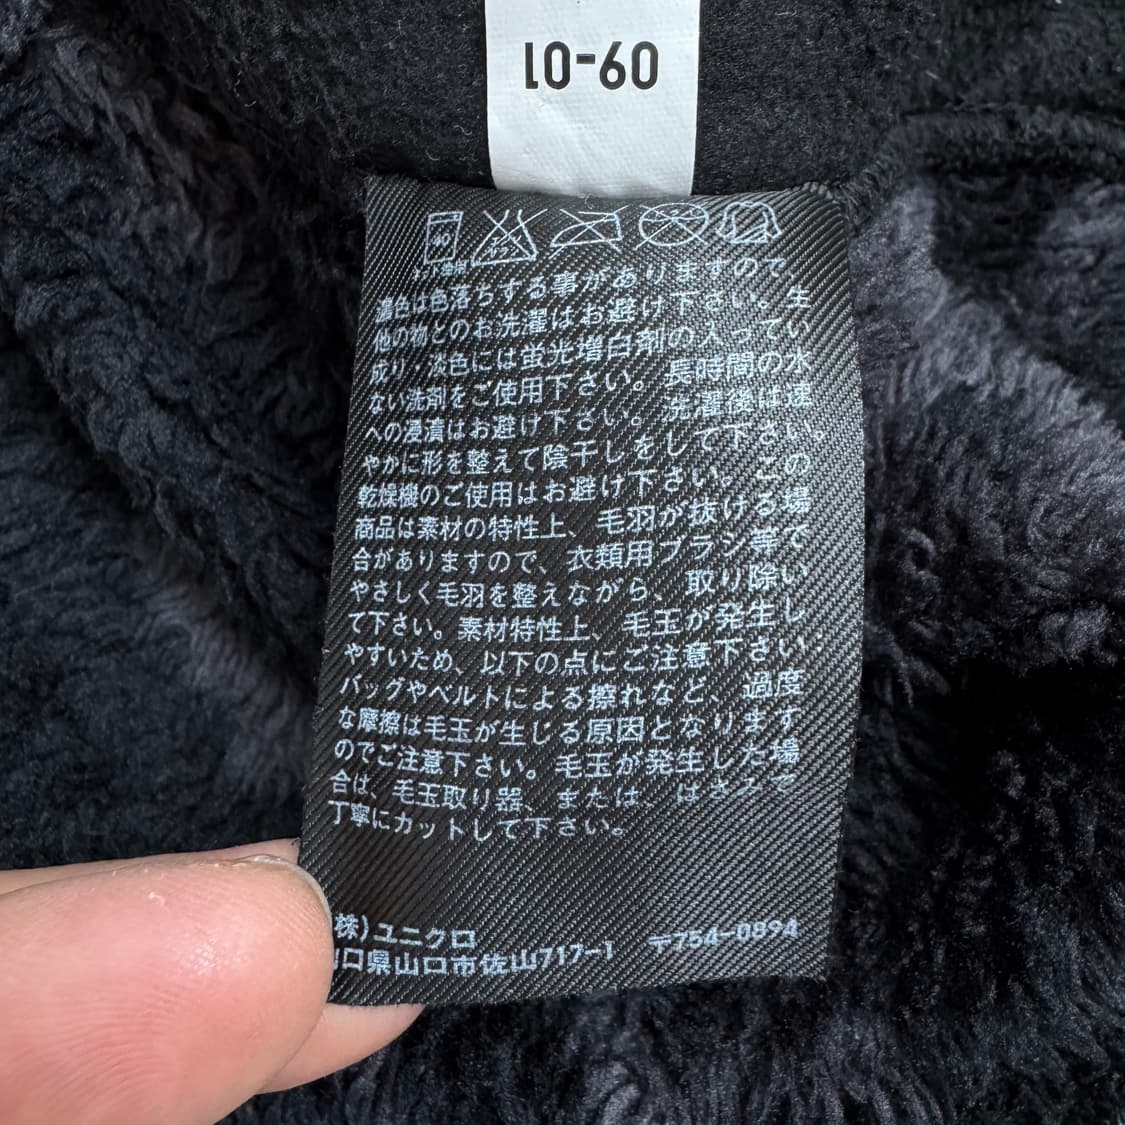 09-01
40
ネット使用
濃色は色落ちする事がありますので、
他の物とのお洗濯はお避け下さい。生
成り・淡色には蛍光増白剤の入ってい
ない洗剤をご使用下さい。長時間の水
への浸漬はお避け下さい。洗濯後は速
やかに形を整えて陰干しをして下さい。
乾燥機のご使用はお避け下さい。この
商品は素材の特性上、毛羽が抜ける場
合がありますので、衣類用ブラシ等で
やさしく毛羽を整えながら、取り除い
て下さい。素材特性上、毛玉が発生し
やすいため、以下の点にご注意下さい
バッグやベルトによる擦れなど、過度
な摩擦は毛玉が生じる原因となります
のでご注意下さい。毛玉が発生した場
合は、毛玉取り器、または、はさみで
丁寧にカットして下さい。
株)ユニクロ
口県山口市佐山717-1 〒754-0894